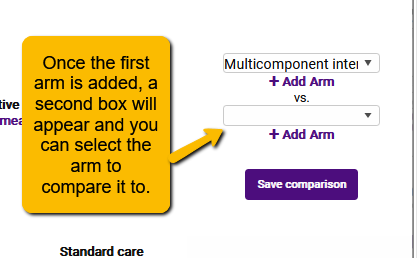 Once the first
arm is added, a
second box will
appear and you
can select the
arm to
compare it to.
tive
mea
Multicomponent inter
+ Add Arm
vs.
+ Add Arm
Save comparison
Standard care